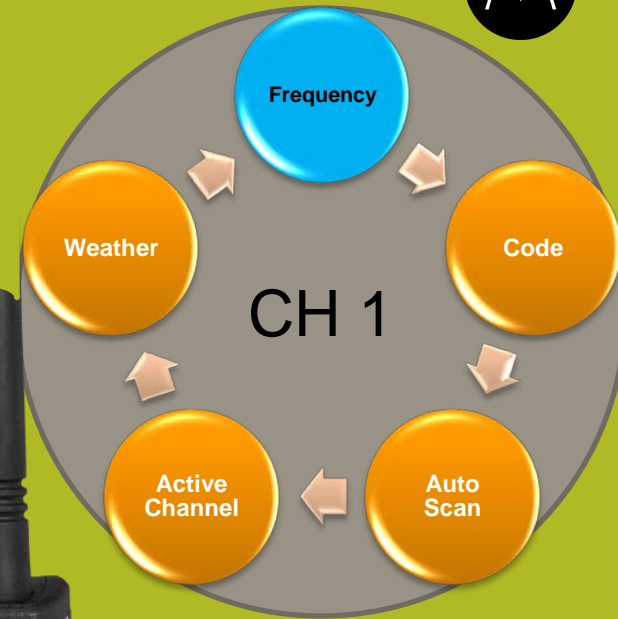 Frequency
Code
Auto
Scan
Active
Channel
Weather
CH 1